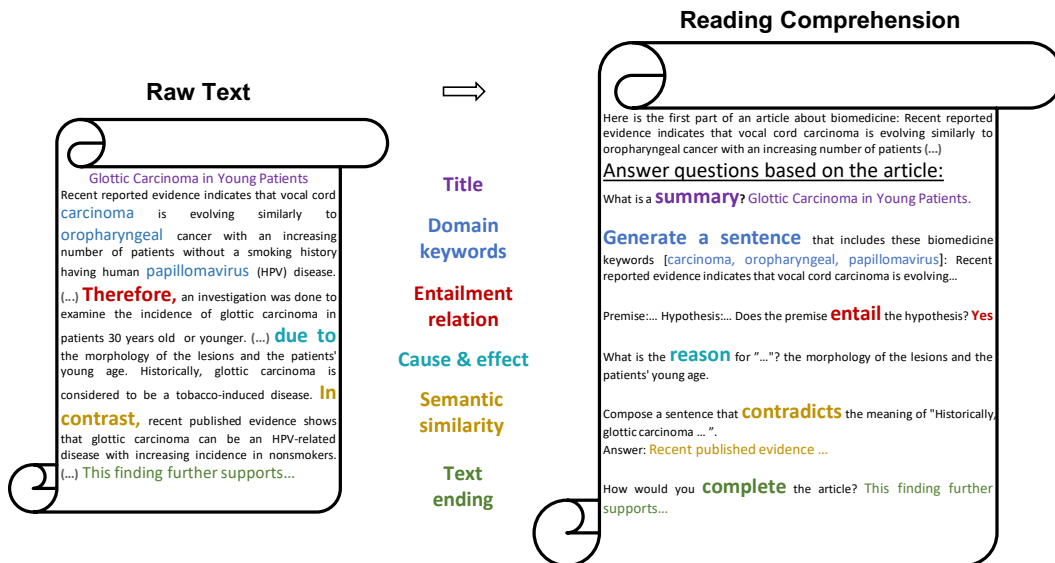 Reading Comprehension
Raw Text
Glottic Carcinoma in Young Patients
Recent reported evidence indicates that vocal cord
carcinoma is evolving similarly to
oropharyngeal cancer with an increasing
number of patients without a smoking history
having human papillomavirus (HPV) disease.
(...) Therefore, an investigation was done to
examine the incidence of glottic carcinoma in
patients 30 years old or younger. (...) due to
the morphology of the lesions and the patients'
young age. Historically, glottic carcinoma is
considered to be a tobacco-induced disease. In
contrast, recent published evidence shows
that glottic carcinoma can be an HPV-related
disease with increasing incidence in nonsmokers.
(...) This finding further supports...
Title
Domain
keywords
Entailment
relation
Cause & effect
Semantic
similarity
Text
ending
Here is the first part of an article about biomedicine: Recent reported
evidence indicates that vocal cord carcinoma is evolving similarly to
oropharyngeal cancer with an increasing number of patients (...)
Answer questions based on the article:
What is a summary? Glottic Carcinoma in Young Patients.
Generate a sentence that includes these biomedicine
keywords [carcinoma, oropharyngeal, papillomavirus]: Recent
reported evidence indicates that vocal cord carcinoma is evolving…
Premise:... Hypothesis:... Does the premise entail the hypothesis? Yes
What is the reason for "..."? the morphology of the lesions and the
patients' young age.
Compose a sentence that contradicts the meaning of "Historically,
glottic carcinoma ... ".
Answer: Recent published evidence ...
How would you complete the article? This finding further
supports…